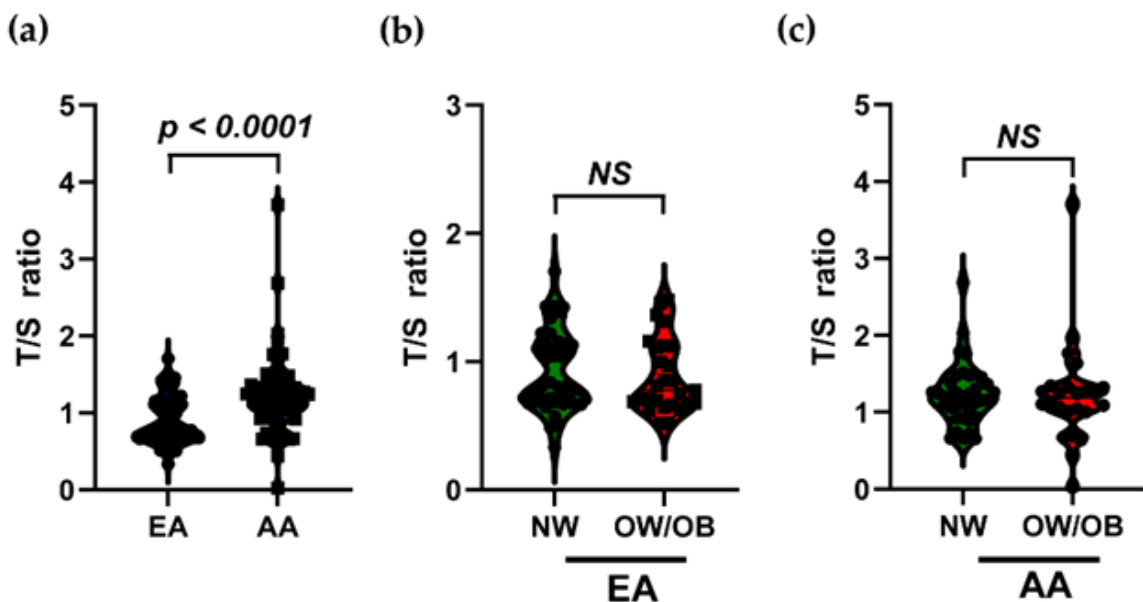 (a)
5
4
3
2
1
0
T/S ratio
p < 0.0001
EA
AA
(b)
3
2
1
0
T/S ratio
NS
NW
OW/OB
EA
(c)
5
4
3
2
1
0
T/S ratio
NS
NW
OW/OB
AA